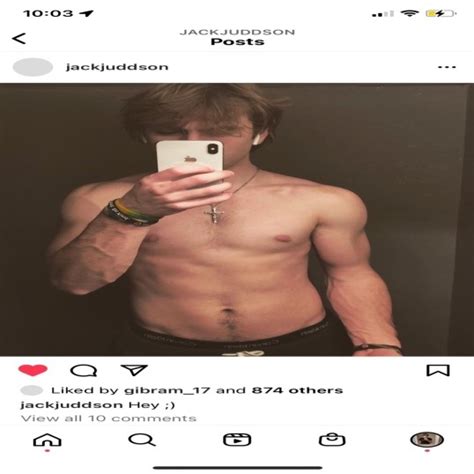 10:03
JACKJUDDSON
Posts
jackjuddson
Liked by gibram_17 and 874 others
jackjuddson Hey ;)
View all 10 comments